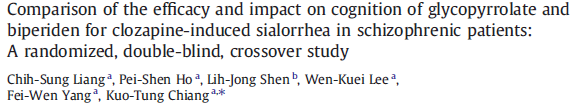 Comparison of the efficacy and impact on cognition of glycopyrrolate and
biperiden for clozapine-induced sialorrhea in schizophrenic patients:
A randomized, double-blind, crossover study
Chih-Sung Liang a, Pei-Shen Ho a, Lih-Jong Shen b, Wen-Kuei Lee a,
Fei-Wen Yang a, Kuo-Tung Chiang a,*